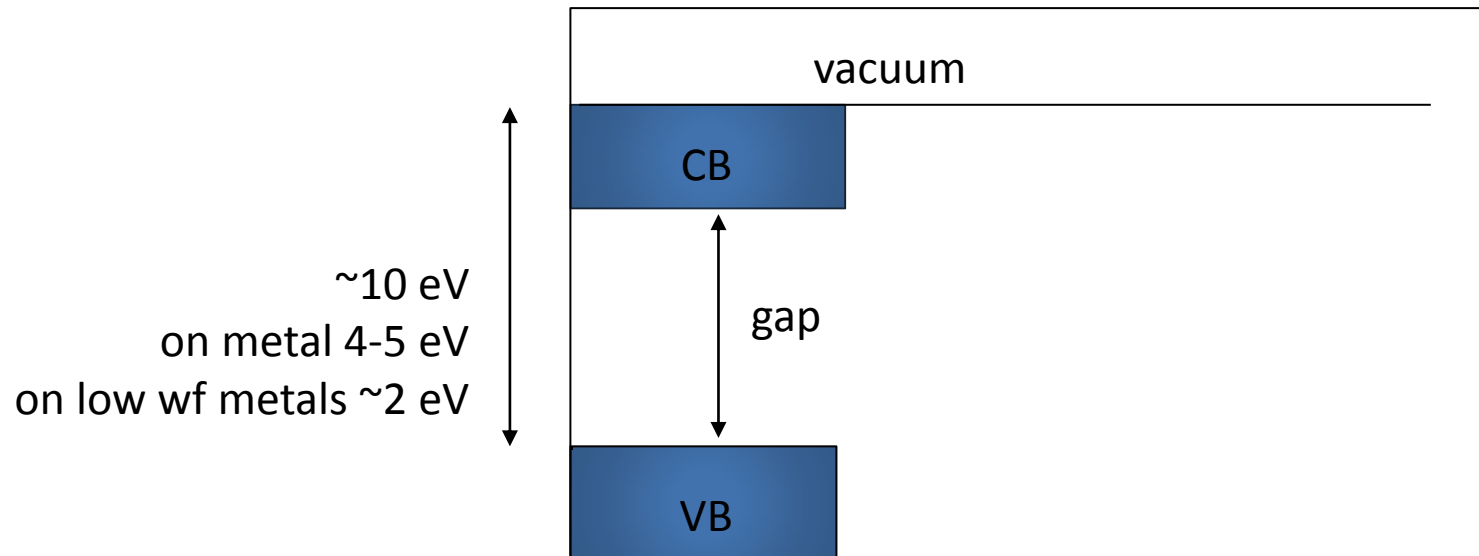 vacuum
CB
~10 eV
on metal 4-5 eV
gap
on low wf metals ~2 eV
VB